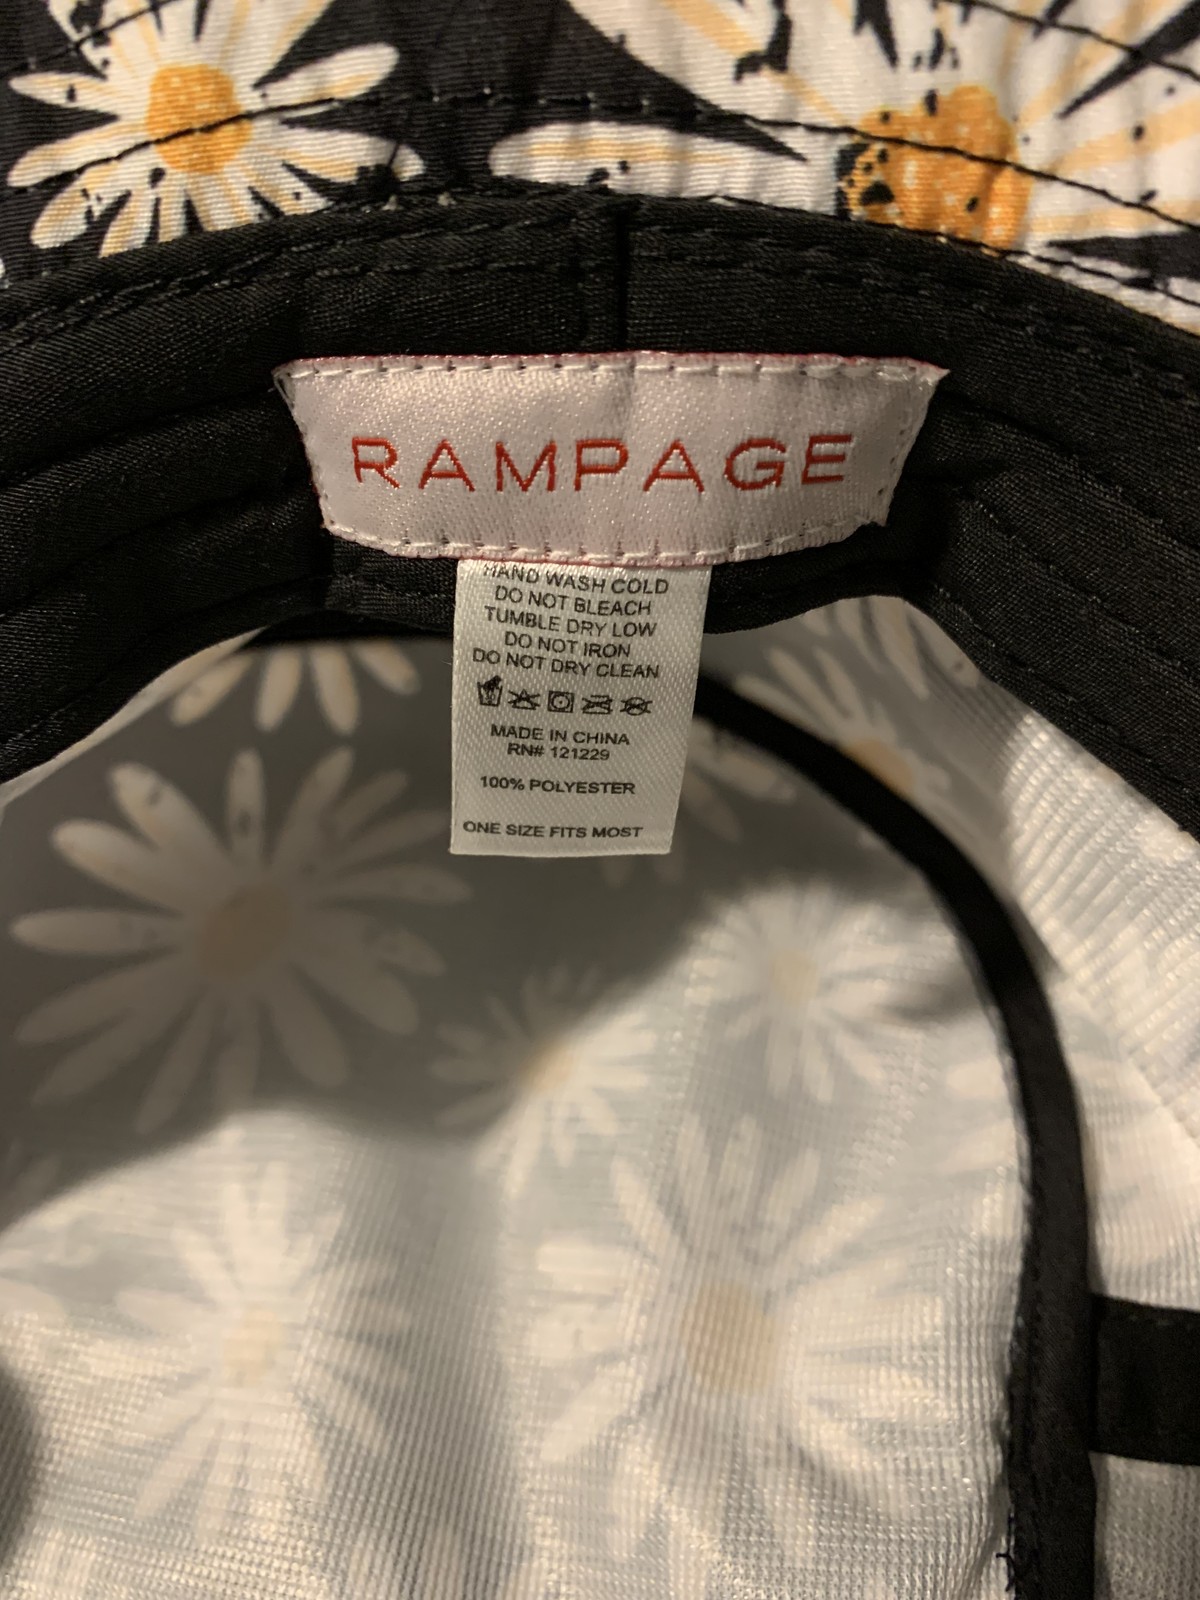 RAMPAGE
HAND WASH COLD
DO NOT BLEACH
TUMBLE DRY LOW
DO NOT IRON
DO NOT DRY CLEAN
MADE IN CHINA
RN# 121229
100% POLYESTER
ONE SIZE FITS MOST